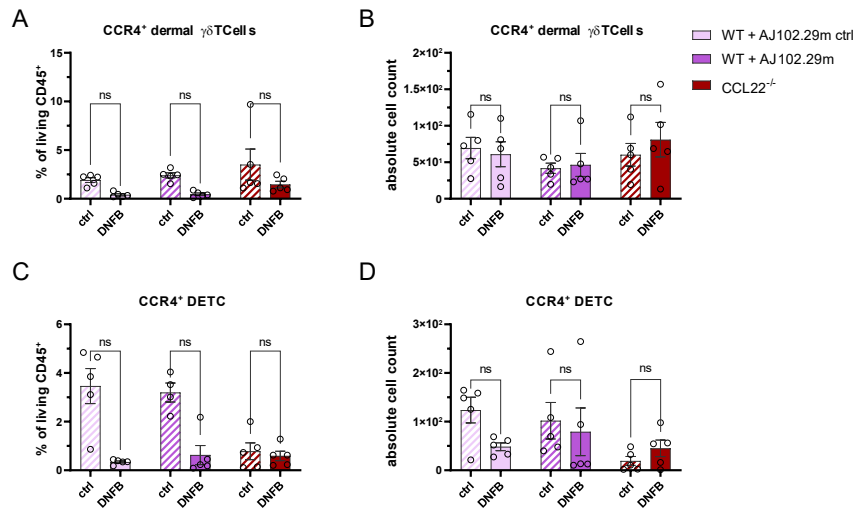 A
CCR4⁺ dermal γδTCells
% of living CD45⁺
15
10
5
0
ns
ns
ns
ctrl
DNFB
ctrl
DNFB
ctrl
DNFB
B
CCR4⁺ dermal γδTCells
absolute cell count
2×10²
1×10²
1×10²
5×10¹
0
ns
ns
ns
ctrl
DNFB
ctrl
DNFB
ctrl
DNFB
WT + AJ102.29m ctrl
WT + AJ102.29m
CCL22⁻/⁻
C
CCR4⁺ DETC
% of living CD45⁺
6
4
2
0
ns
ns
ns
ctrl
DNFB
ctrl
DNFB
ctrl
DNFB
D
CCR4⁺ DETC
absolute cell count
3×10²
2×10²
1×10²
0
ns
ns
ns
ctrl
DNFB
ctrl
DNFB
ctrl
DNFB